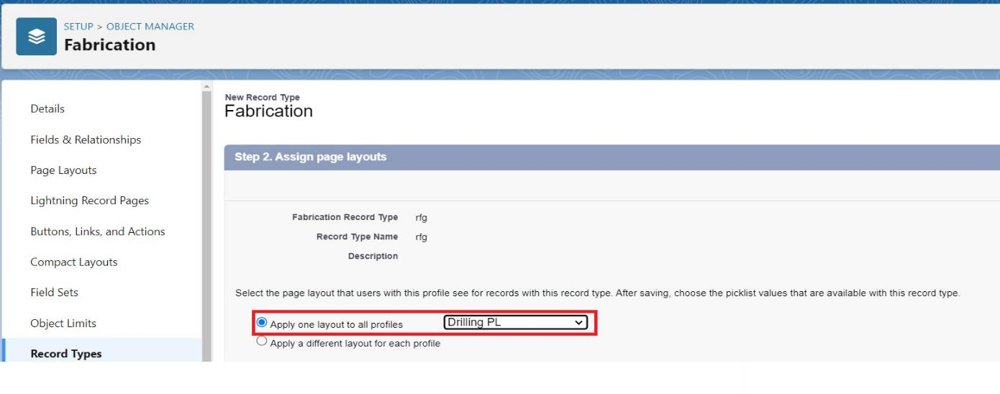 SETUP > OBJECT MANAGER
Fabrication
Details
Fields & Relationships
Page Layouts
Lightning Record Pages
Buttons, Links, and Actions
Compact Layouts
Field Sets
Object Limits
Record Types
New Record Type
Fabrication
Step 2. Assign page layouts
Fabrication Record Type rfg
Record Type Name rfg
Description
Select the page layout that users with this profile see for records with this record type. After saving, choose the picklist values that are available with this record type.
Apply one layout to all profiles Drilling PL
Apply a different layout for each profile